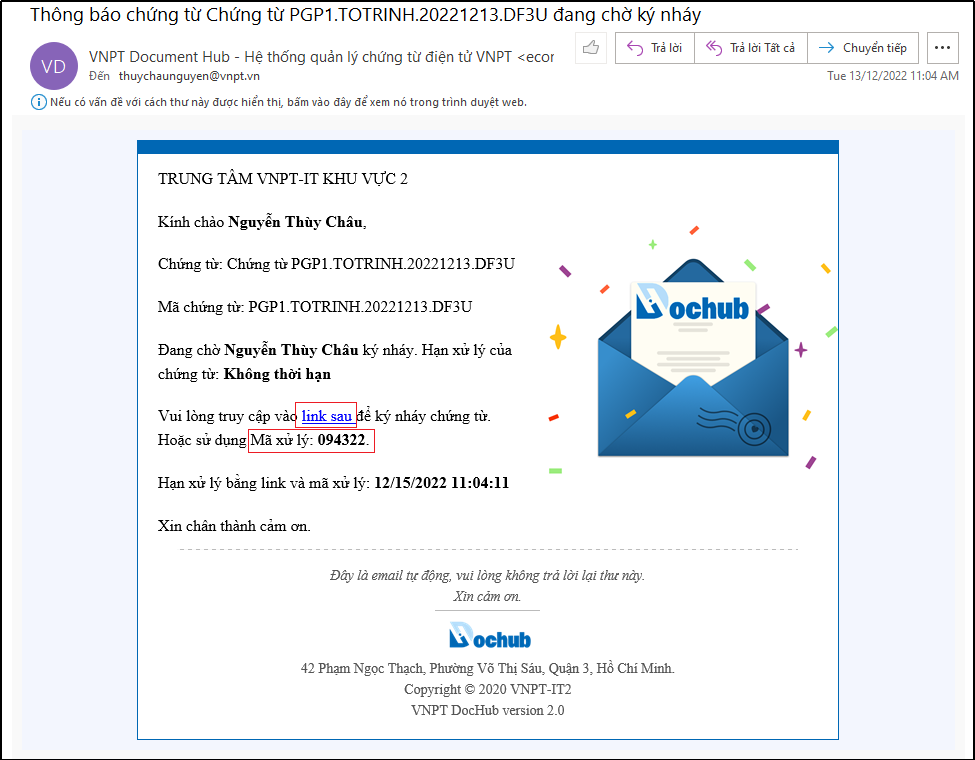 Thông báo chứng từ Chứng từ PGP1.TOTRINH.20221213.DF3U đang chờ ký nháy
VD
VNPT Document Hub - Hệ thống quản lý chứng từ điện tử VNPT <econ
Đến thuychaunguyen@vnpt.vn
Trả lời
Trả lời Tất cả
Chuyển tiếp
Tue 13/12/2022 11:04 AM
Nếu có vấn đề với cách thư này được hiển thị, bấm vào đây để xem nó trong trình duyệt web.
TRUNG TÂM VNPT-IT KHU VỰC 2
Kính chào Nguyễn Thùy Châu,
Chứng từ: Chứng từ PGP1.TOTRINH.20221213.DF3U
Mã chứng từ: PGP1.TOTRINH.20221213.DF3U
Đang chờ Nguyễn Thùy Châu ký nháy. Hạn xử lý của
chứng từ: Không thời hạn
Vui lòng truy cập vào link sau để ký nháy chứng từ.
Hoặc sử dụng Mã xử lý: 094322.
Hạn xử lý bằng link và mã xử lý: 12/15/2022 11:04:11
Xin chân thành cảm ơn.
Dochub
Đây là email tự động, vui lòng không trả lời lại thư này.
Xin cảm ơn.
Dochub
42 Phạm Ngọc Thạch, Phường Võ Thị Sáu, Quận 3, Hồ Chí Minh.
Copyright © 2020 VNPT-IT2
VNPT DocHub version 2.0